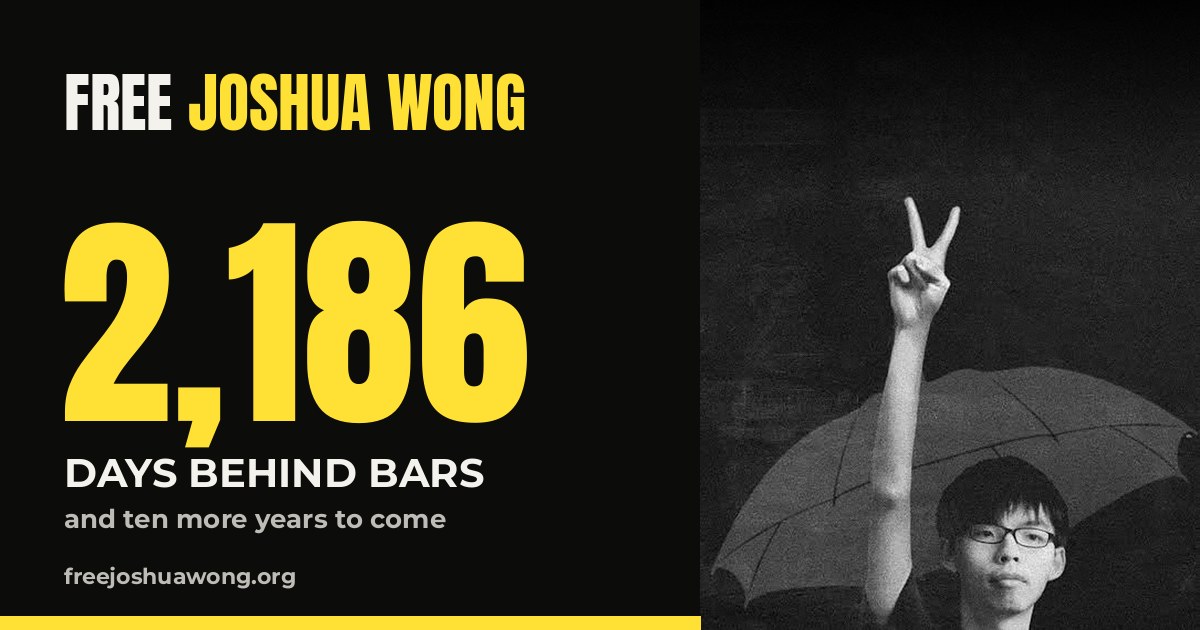 FREE JOSHUA WONG
2,186
DAYS BEHIND BARS
and ten more years to come
freejoshuawong.org